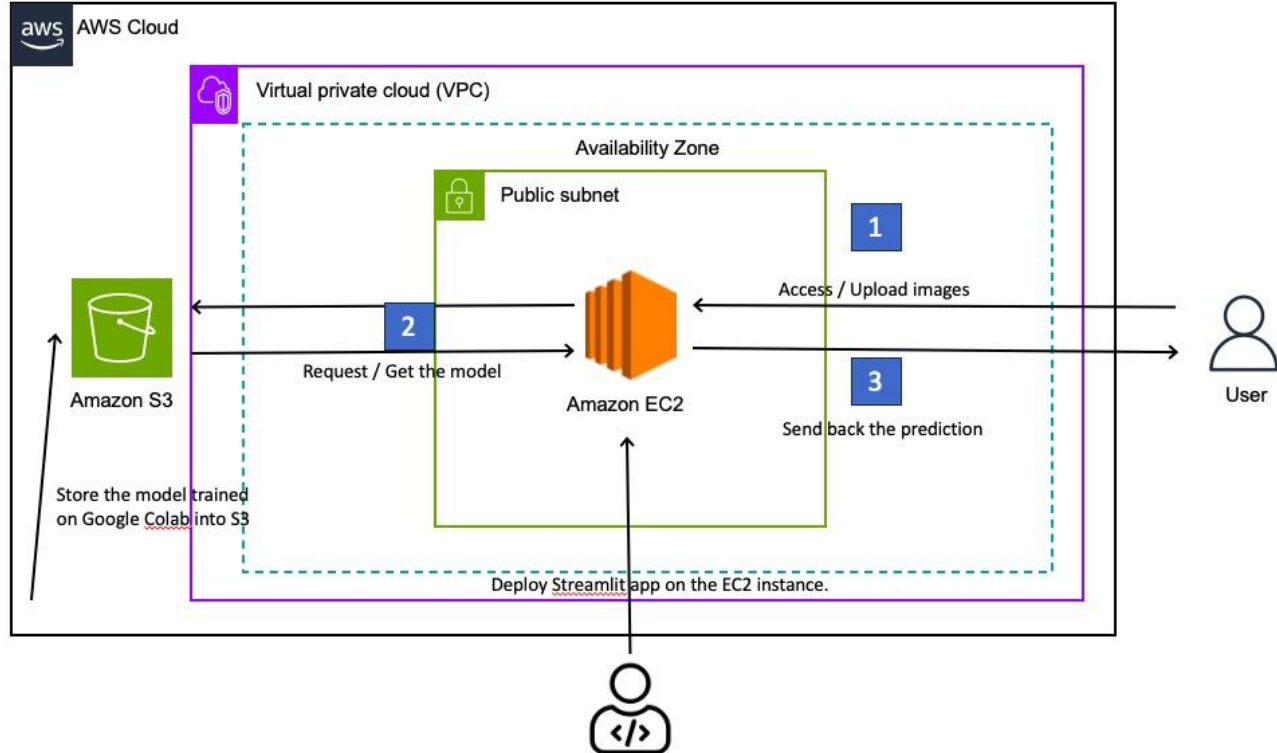 aws
AWS Cloud
Virtual private cloud (VPC)
Availability Zone
Public subnet
1
Access / Upload images
2
Request / Get the model
Amazon S3
Amazon EC2
3
Send back the prediction
User
Store the model trained
on Google Colab into S3
Deploy Streamlit app on the EC2 instance.
</>